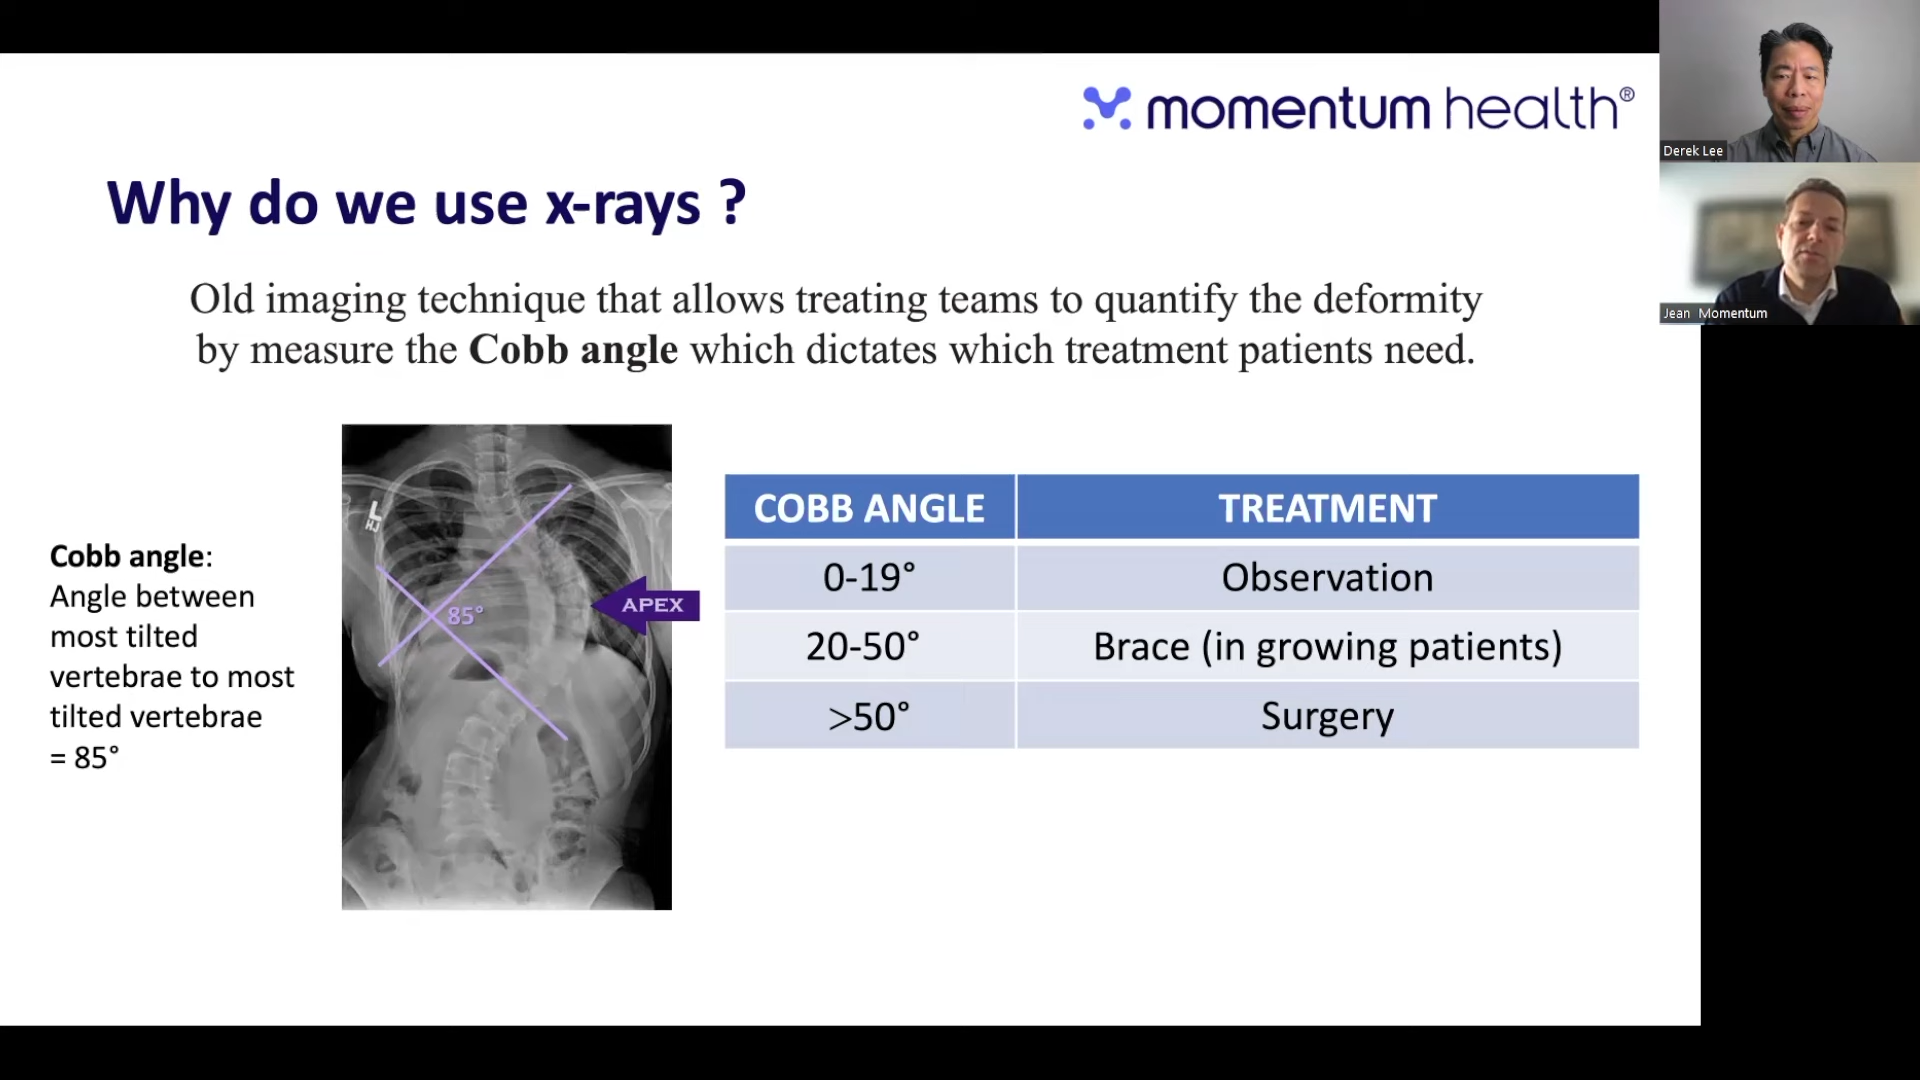 momentum health®
Derek Lee
Jean Momentum
Why do we use x-rays ?
Old imaging technique that allows treating teams to quantify the deformity
by measure the Cobb angle which dictates which treatment patients need.
Cobb angle:
Angle between
most tilted
vertebrae to most
tilted vertebrae
= 85°
L
HJ
85°
APEX
COBB ANGLE TREATMENT
0-19° Observation
20-50° Brace (in growing patients)
>50° Surgery